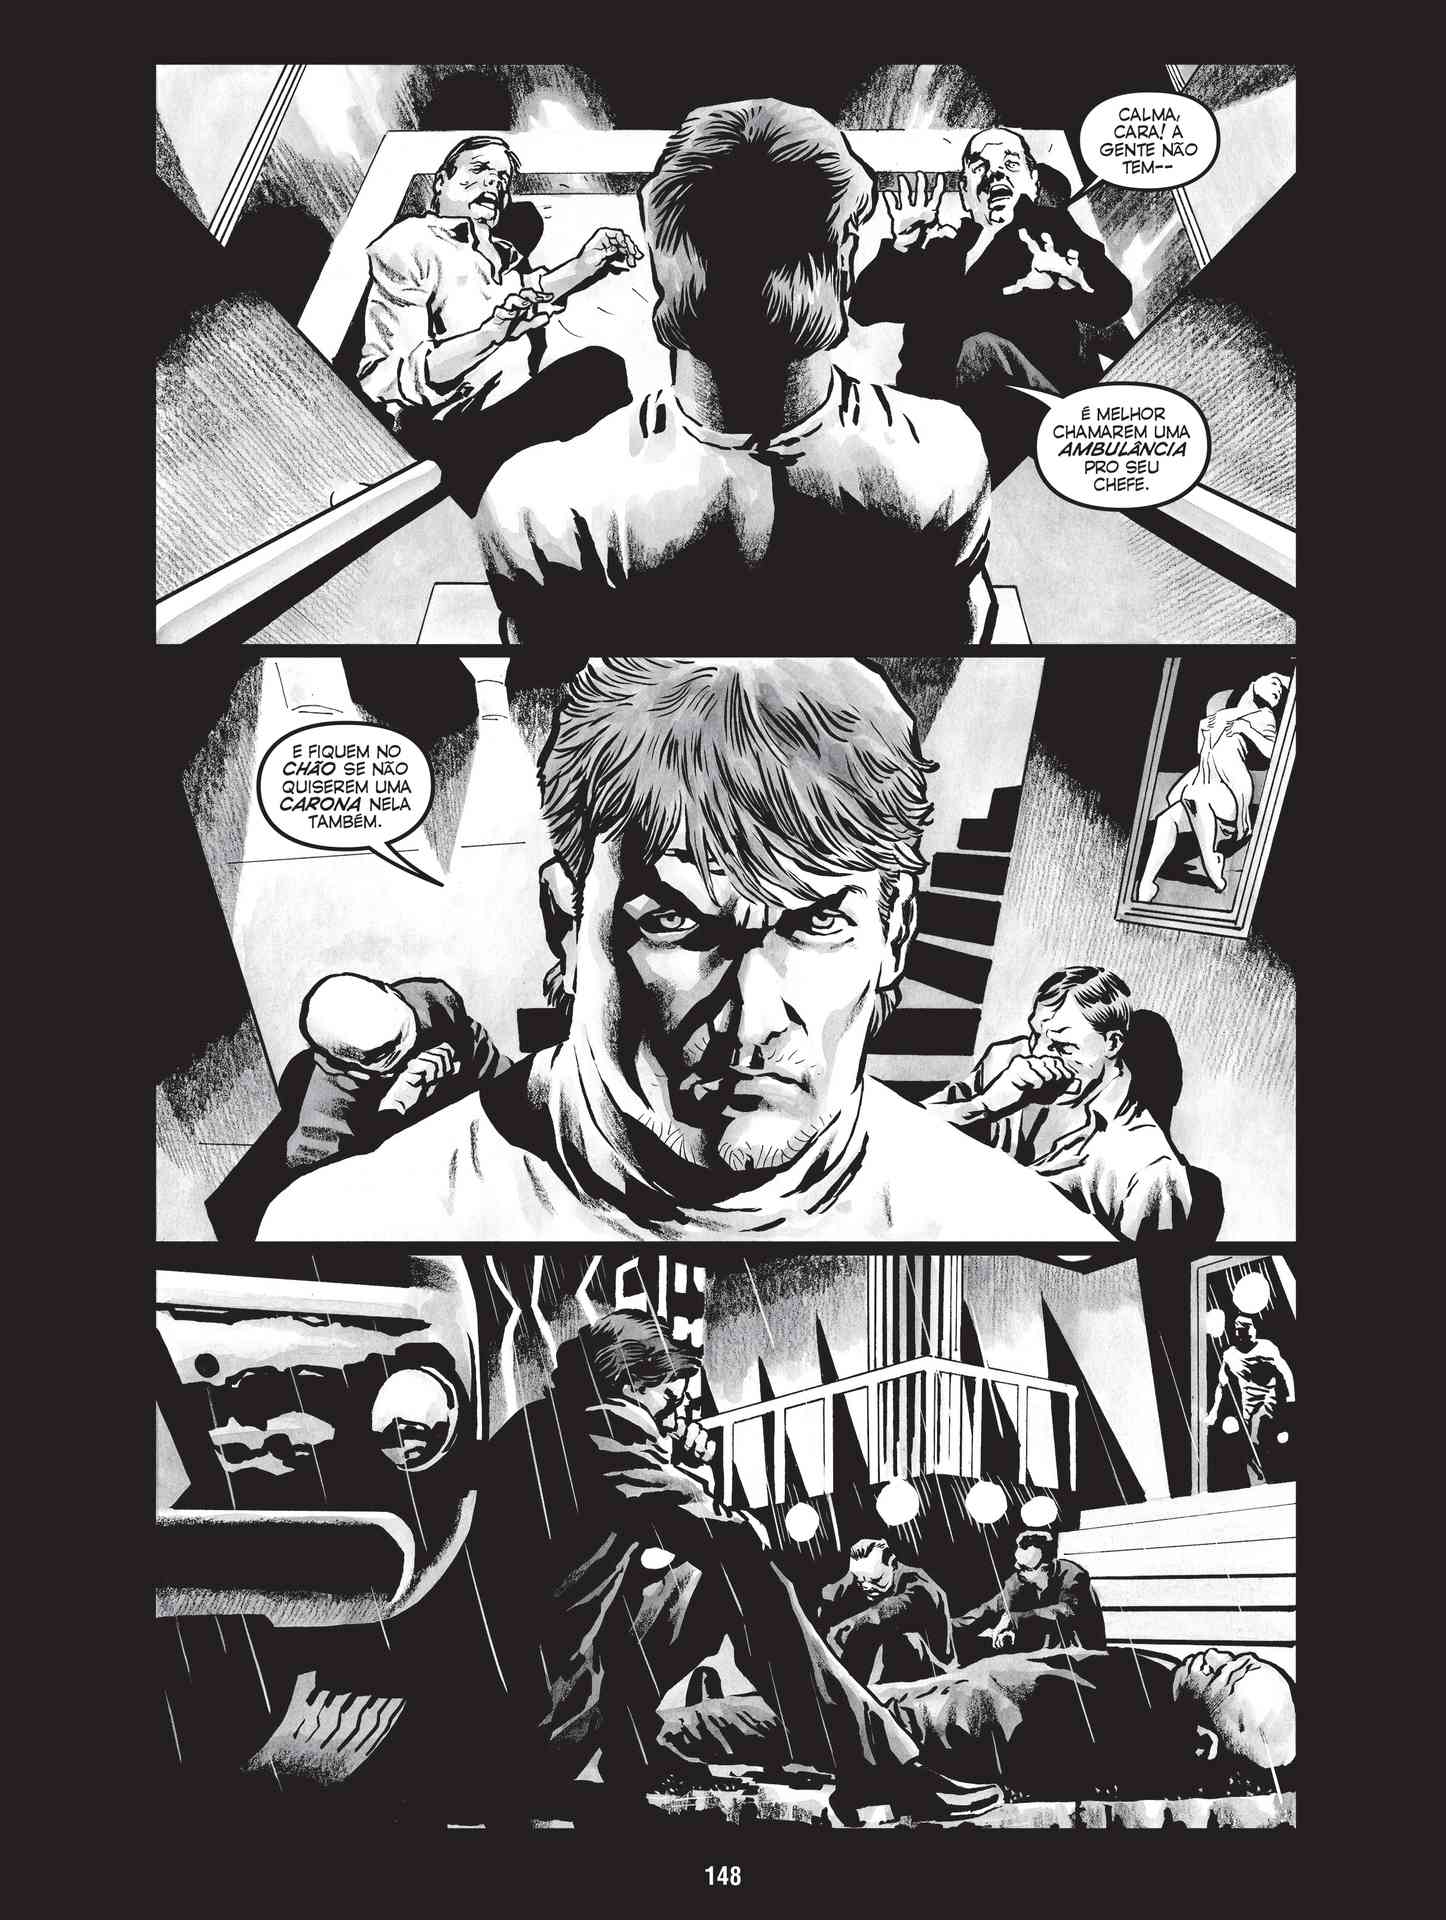 CALMA,
CARA! A
GENTE NÃO
TEM--
É MELHOR
CHAMAREM UMA
AMBULÂNCIA
PRO SEU
CHEFE.
E FIQUEM NO
CHÃO SE NÃO
QUISEREM UMA
CARONA NELA
TAMBÉM.
148